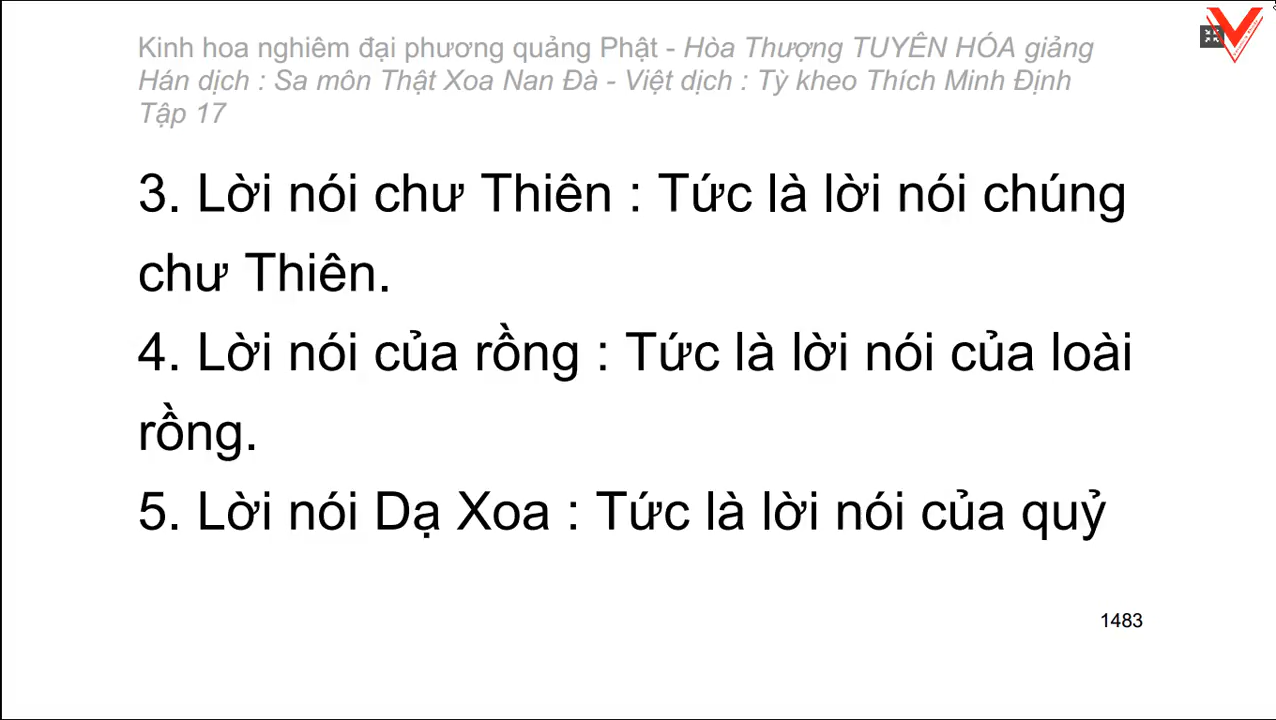 Kinh hoa nghiêm đại phương quảng Phật - Hòa Thượng TUYÊN HÓA giảng
Hán dịch : Sa môn Thật Xoa Nan Đà - Việt dịch : Tỳ kheo Thích Minh Định
Tập 17
3. Lời nói chư Thiên : Tức là lời nói chúng
chư Thiên.
4. Lời nói của rồng : Tức là lời nói của loài
rồng.
5. Lời nói Dạ Xoa : Tức là lời nói của quỷ
1483